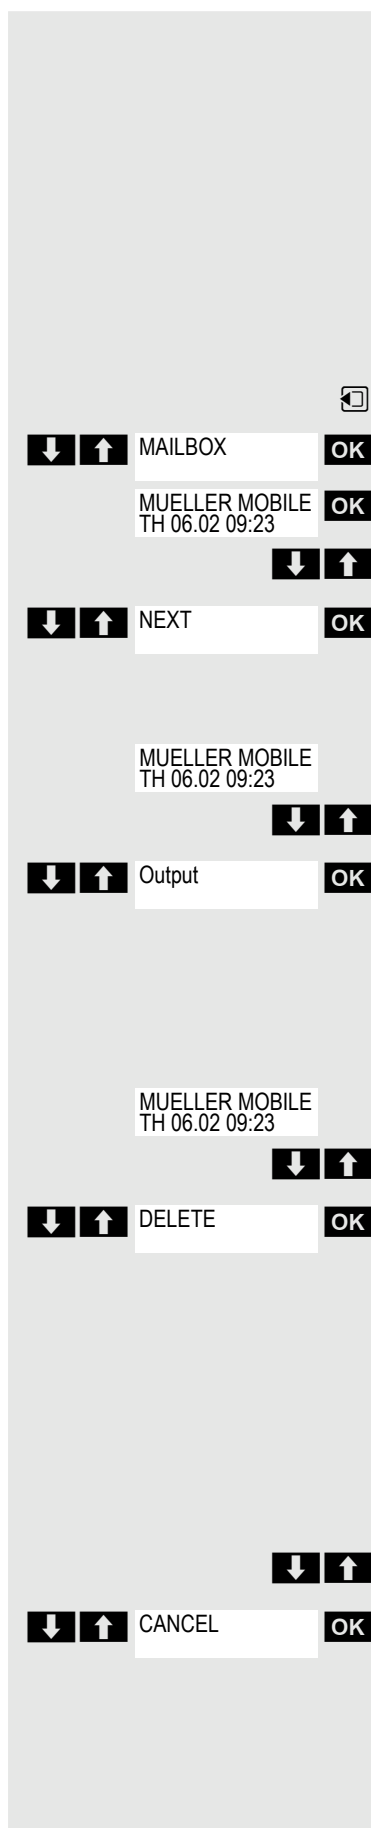 MAILBOX OK
MUELLER MOBILE OK
TH 06.02 09:23
NEXT OK
MUELLER MOBILE
TH 06.02 09:23
Output OK
MUELLER MOBILE
TH 06.02 09:23
DELETE OK
CANCEL OK